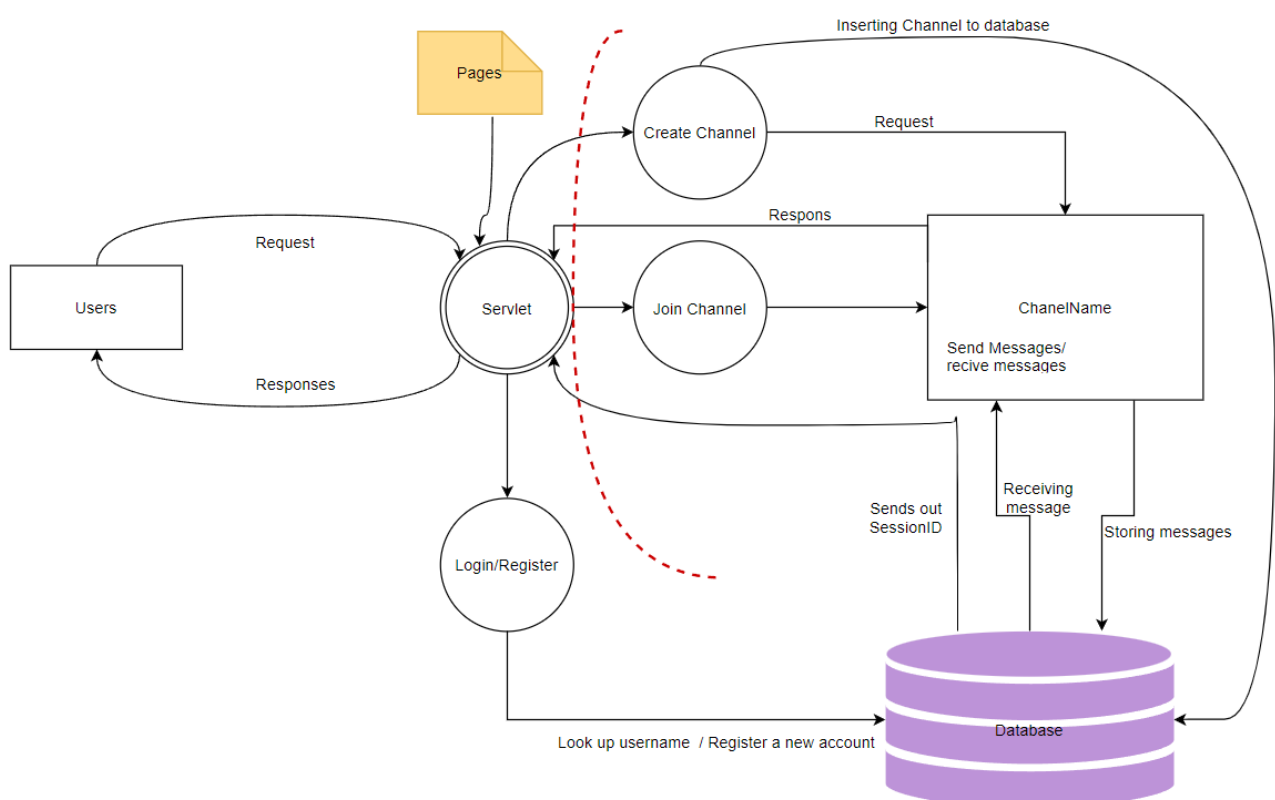 Inserting Channel to database
Pages
Create Channel
Request
Respons
Request
Users
Servlet
Join Channel
ChanelName
Send Messages/
recive messages
Responses
Sends out
SessionID
Receiving
message
Storing messages
Login/Register
Look up username / Register a new account
Database